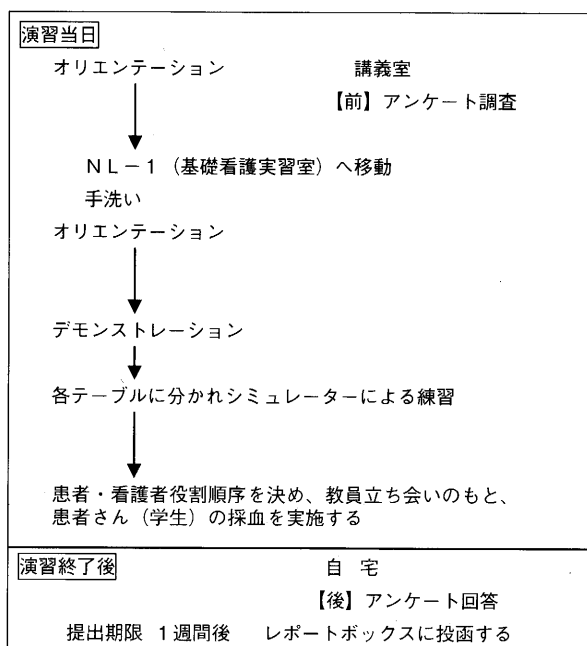 演習当日
オリエンテーション　講義室
【前】アンケート調査
ＮＬ－１（基礎看護実習室）へ移動
手洗い
オリエンテーション
デモンストレーション
各テーブルに分かれシミュレーターによる練習
患者・看護者役割順序を決め、教員立ち会いのもと、
患者さん（学生）の採血を実施する
演習終了後　自　宅
【後】アンケート回答
提出期限　１週間後　レポートボックスに投函する